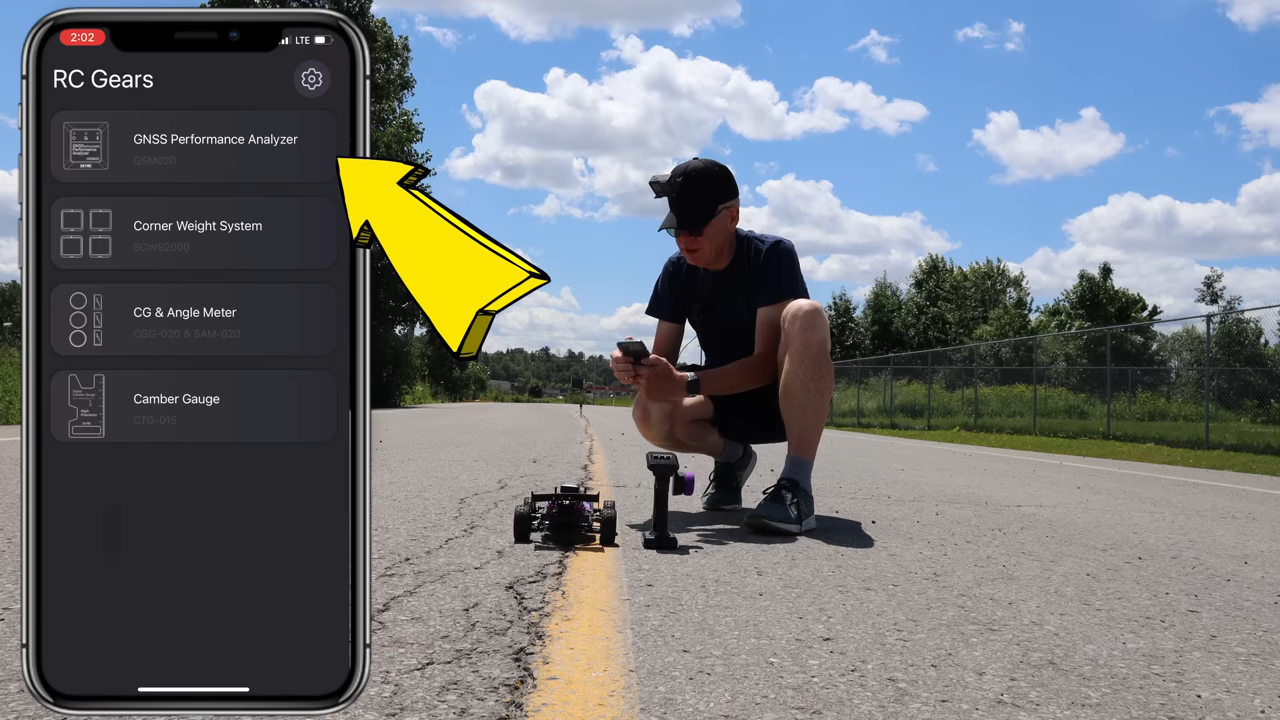 2:02
LTE
RC Gears
GNSS Performance Analyzer
GSM020
Corner Weight System
SCWS2000
CG & Angle Meter
CGG-020 & SAM-020
Camber Gauge
CTG-015